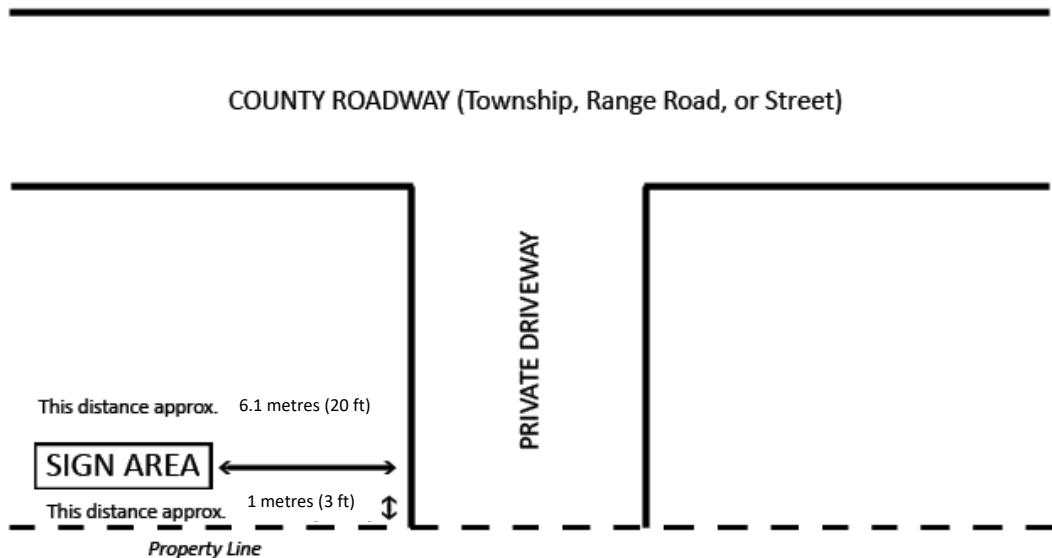 COUNTY ROADWAY (Township, Range Road, or Street)
PRIVATE DRIVEWAY
This distance approx. 6.1 metres (20 ft)
SIGN AREA
This distance approx. 1 metres (3 ft)
Property Line